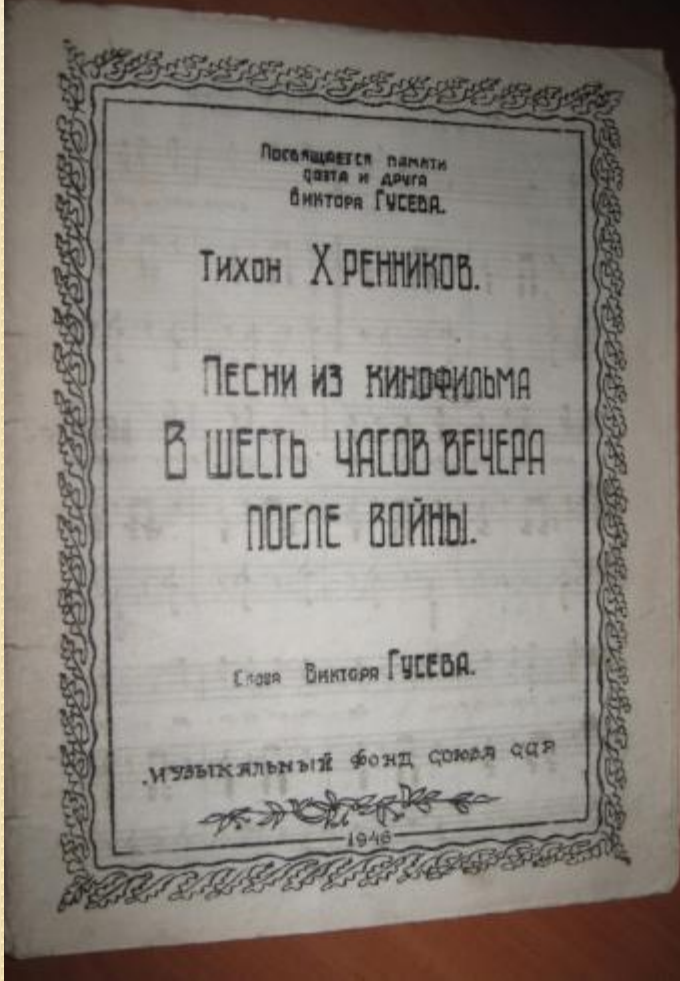 Посвящается памяти
поэта и друга
Виктора Гусева.
Тихон Хренников.
Песни из кинофильма
В шесть часов вечера
после войны.
Слова Виктора Гусева.
Музыкальный фонд Союза ССР
1946